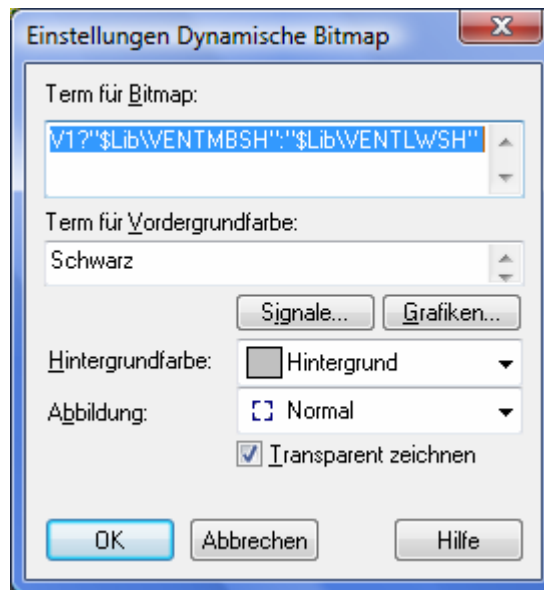 Einstellungen Dynamische Bitmap
Term für Bitmap:
V1?"$Lib\VENTMBSH":"$Lib\VENTLWSH"
Term für Vordergrundfarbe:
Schwarz
Signale... Grafiken...
Hintergrundfarbe: Hintergrund
Abbildung: Normal
Transparent zeichnen
OK Abbrechen Hilfe